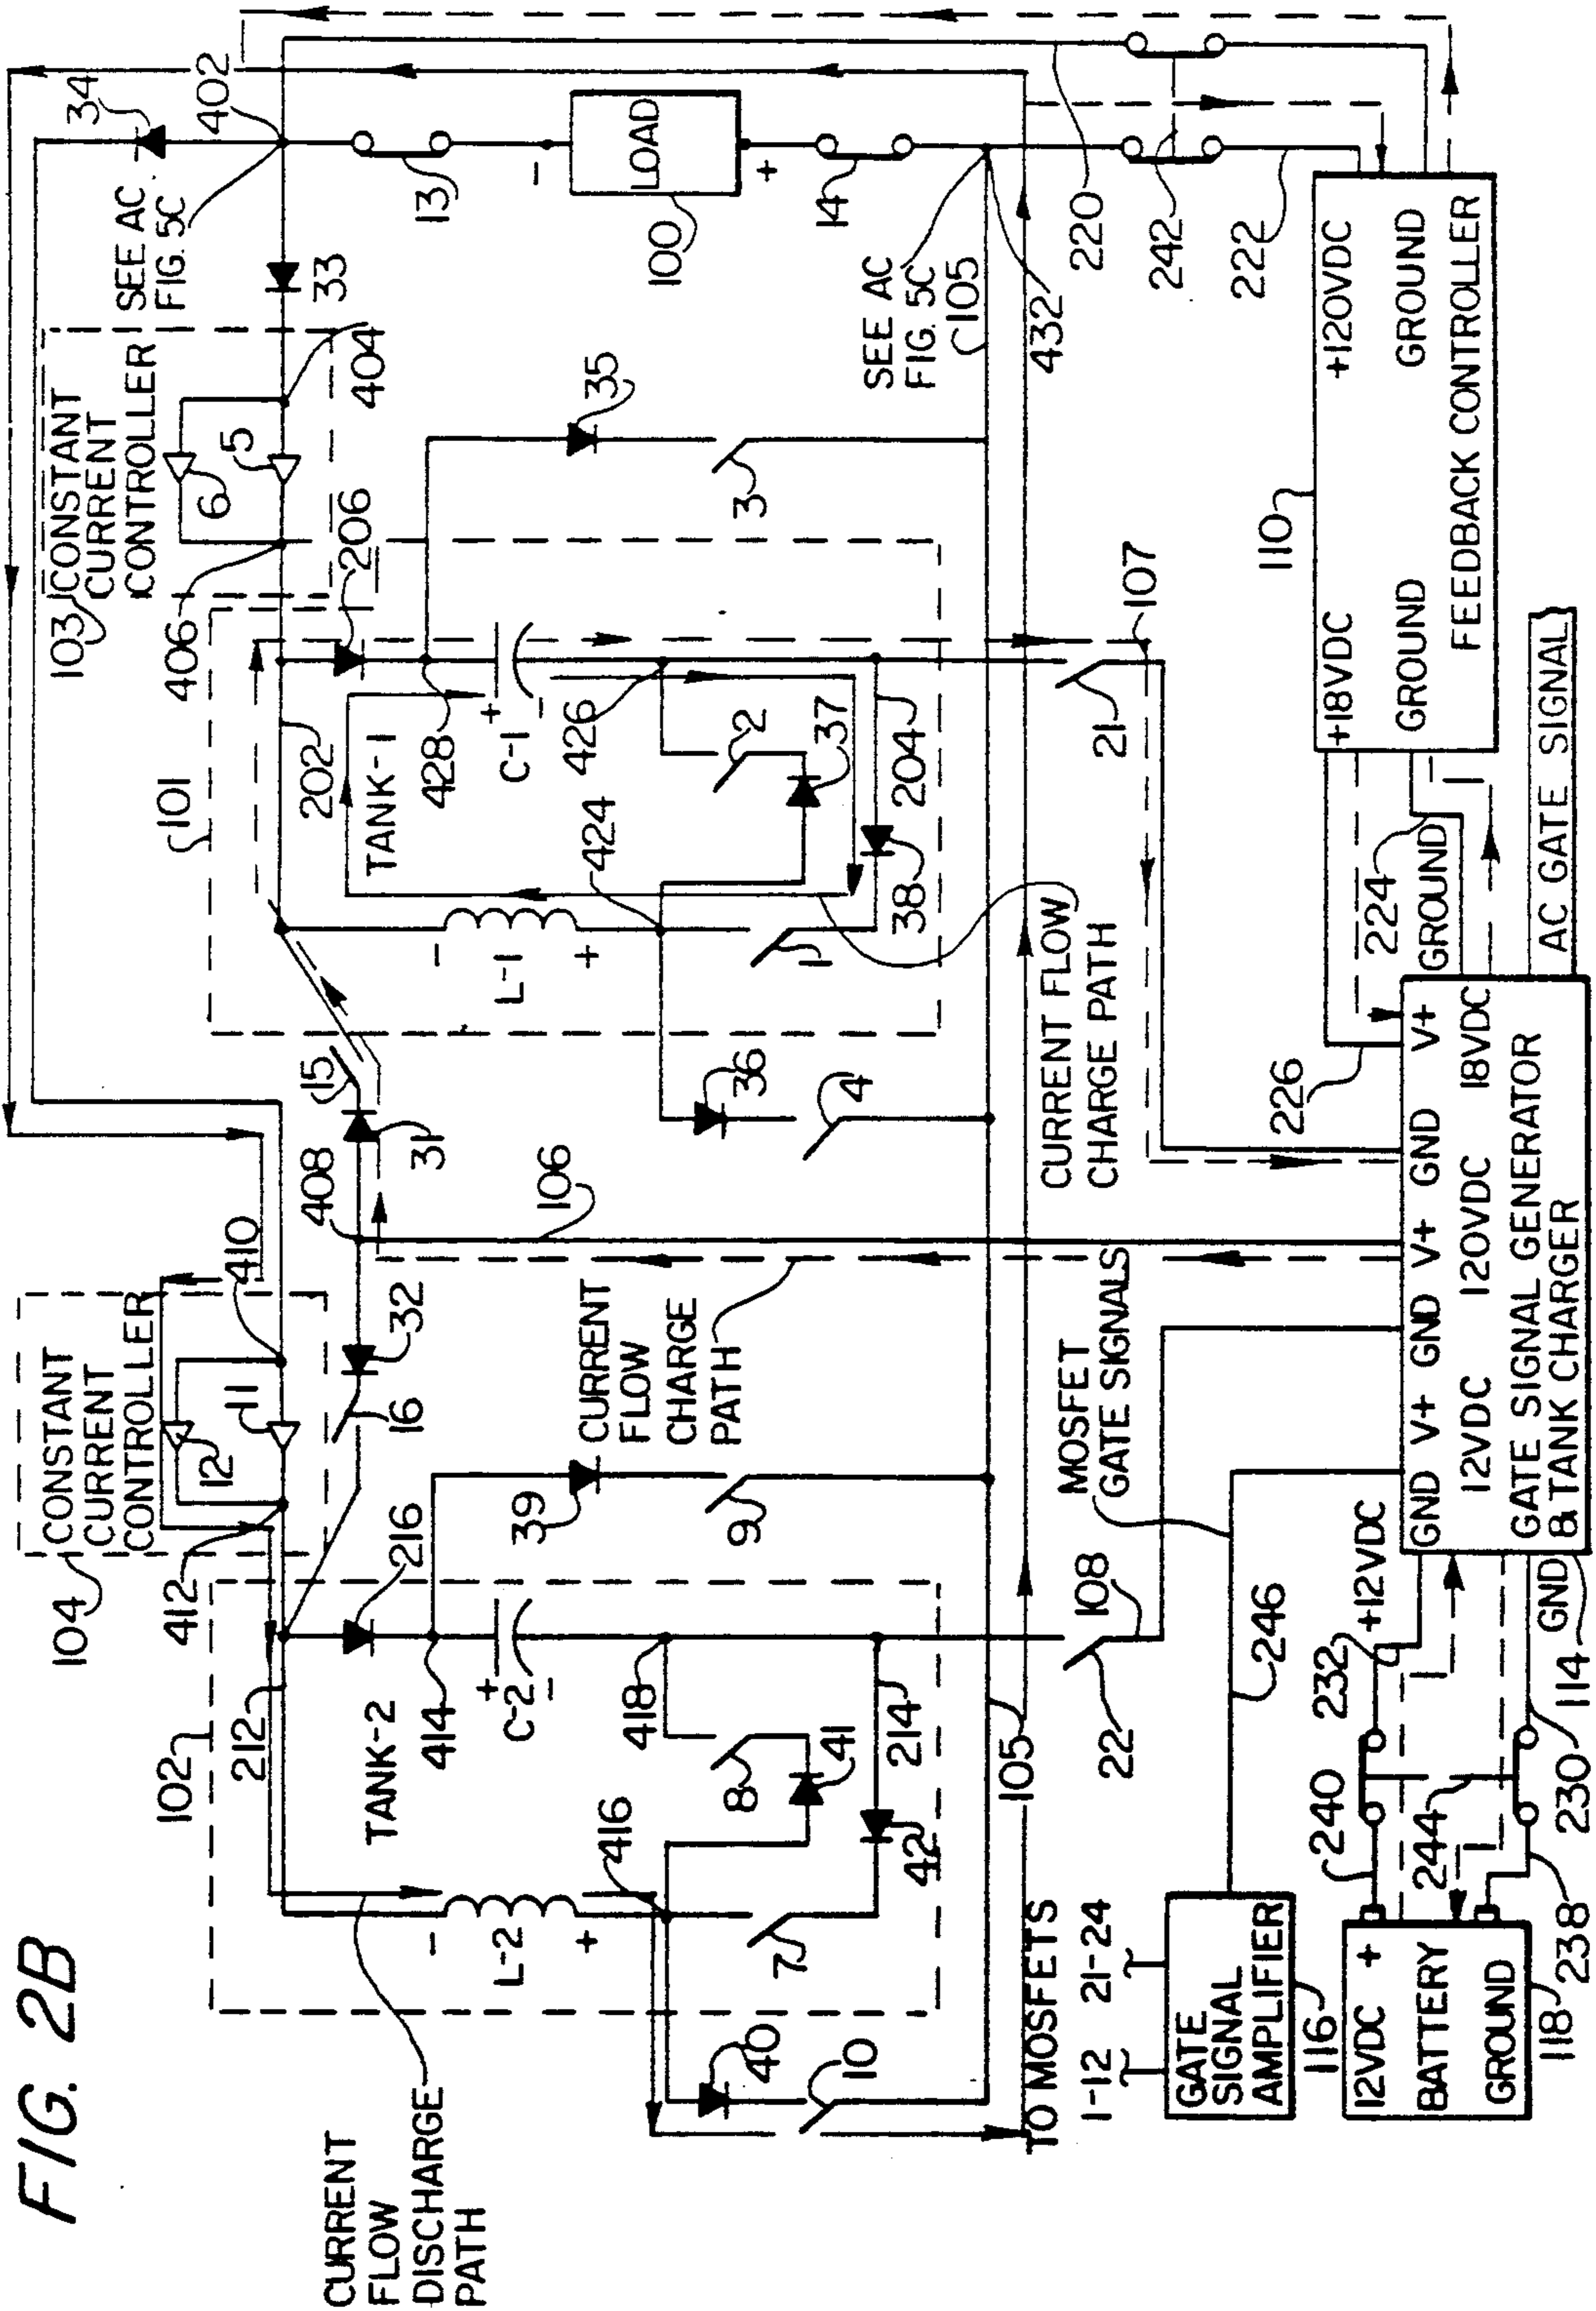 FIG. 2B
CURRENT
FLOW
DISCHARGE
PATH
104
CONSTANT
CURRENT
CONTROLLER
12
11
410
412
103
CONSTANT
CURRENT
CONTROLLER
6
5
404
406
SEE AC
FIG. 5C
34
402
33
13
-
LOAD
+
100
14
SEE AC
FIG. 5C
105
432
220
242
222
102
212
216
TANK-2
-
L-2
+
416
414
+
C-2
-
418
8
41
7
42
214
40
10
39
9
16
32
408
31
15
106
CURRENT
FLOW
CHARGE
PATH
101
202
206
TANK-1
-
L-1
+
424
428
+
C-1
-
426
2
37
1
38
204
36
4
35
3
CURRENT FLOW
CHARGE PATH
21
107
105
22
108
TO MOSFETS
1-12 21-24
GATE
SIGNAL
AMPLIFIER
116
246
MOSFET
GATE SIGNALS
12VDC +
BATTERY
GROUND
118
238
240
244
232
+12VDC
230
GND
114
GND V+ GND V+ GND V+
12VDC 120VDC 18VDC
GATE SIGNAL GENERATOR
& TANK CHARGER
226
224
GROUND
AC GATE SIGNAL
110
+18VDC +120VDC
GROUND GROUND
FEEDBACK CONTROLLER